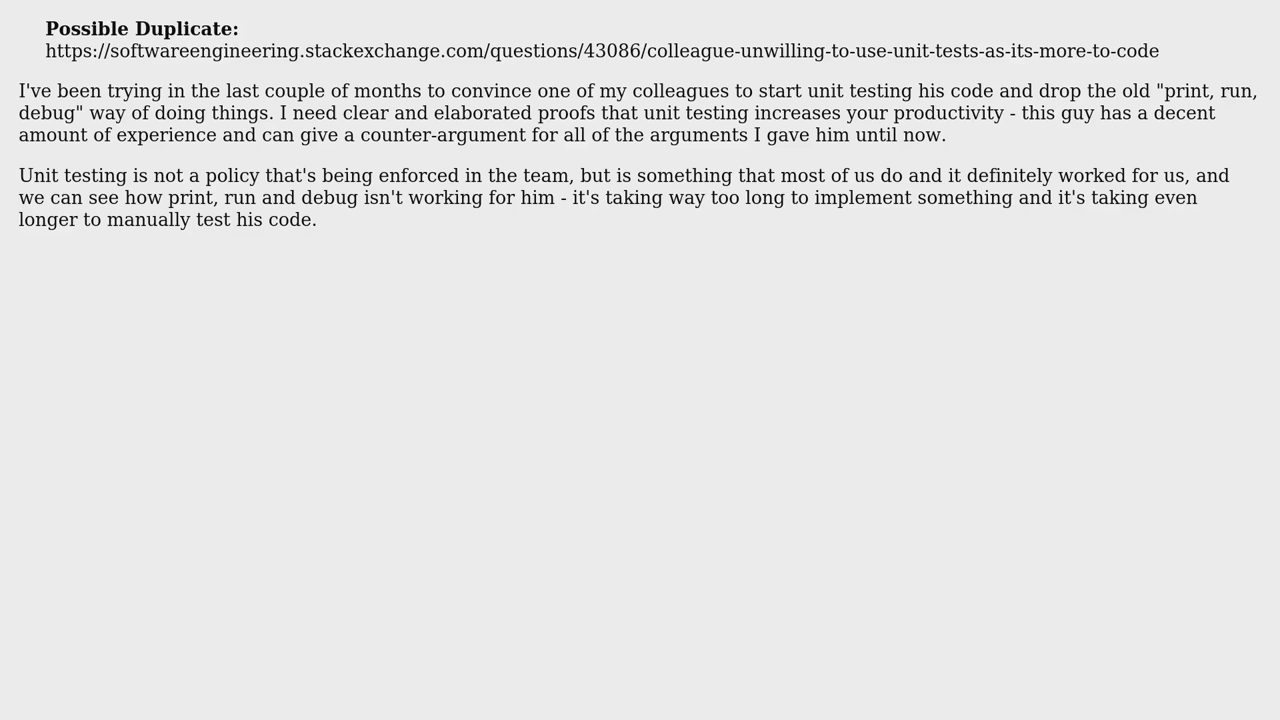 Possible Duplicate:
https://softwareengineering.stackexchange.com/questions/43086/colleague-unwilling-to-use-unit-tests-as-its-more-to-code
I've been trying in the last couple of months to convince one of my colleagues to start unit testing his code and drop the old "print, run,
debug" way of doing things. I need clear and elaborated proofs that unit testing increases your productivity - this guy has a decent
amount of experience and can give a counter-argument for all of the arguments I gave him until now.
Unit testing is not a policy that's being enforced in the team, but is something that most of us do and it definitely worked for us, and
we can see how print, run and debug isn't working for him - it's taking way too long to implement something and it's taking even
longer to manually test his code.